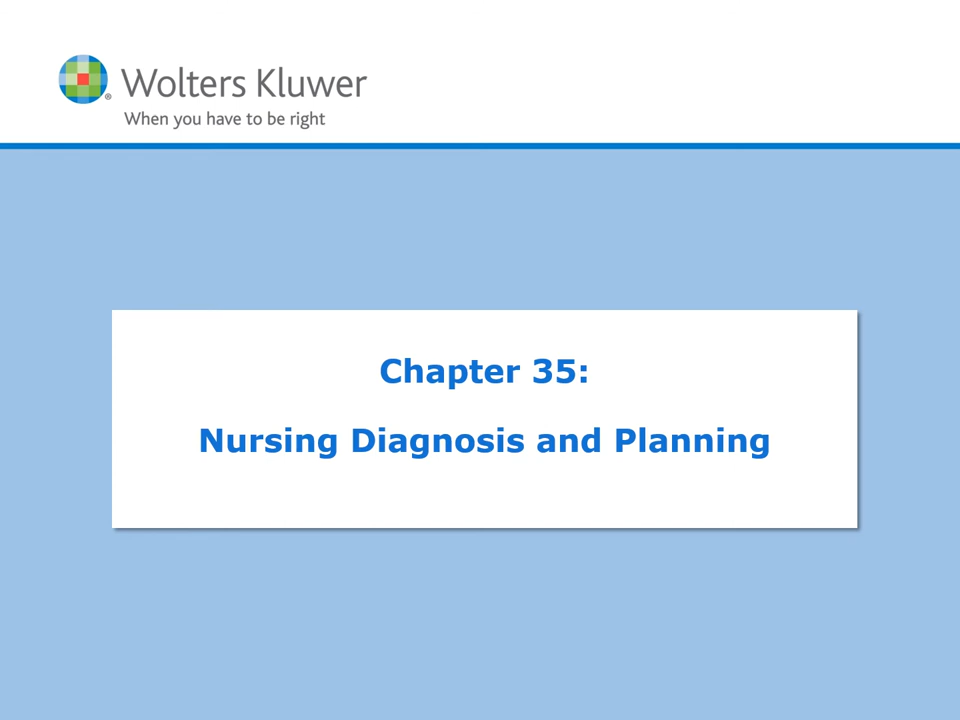 Wolters Kluwer
When you have to be right
Chapter 35:
Nursing Diagnosis and Planning